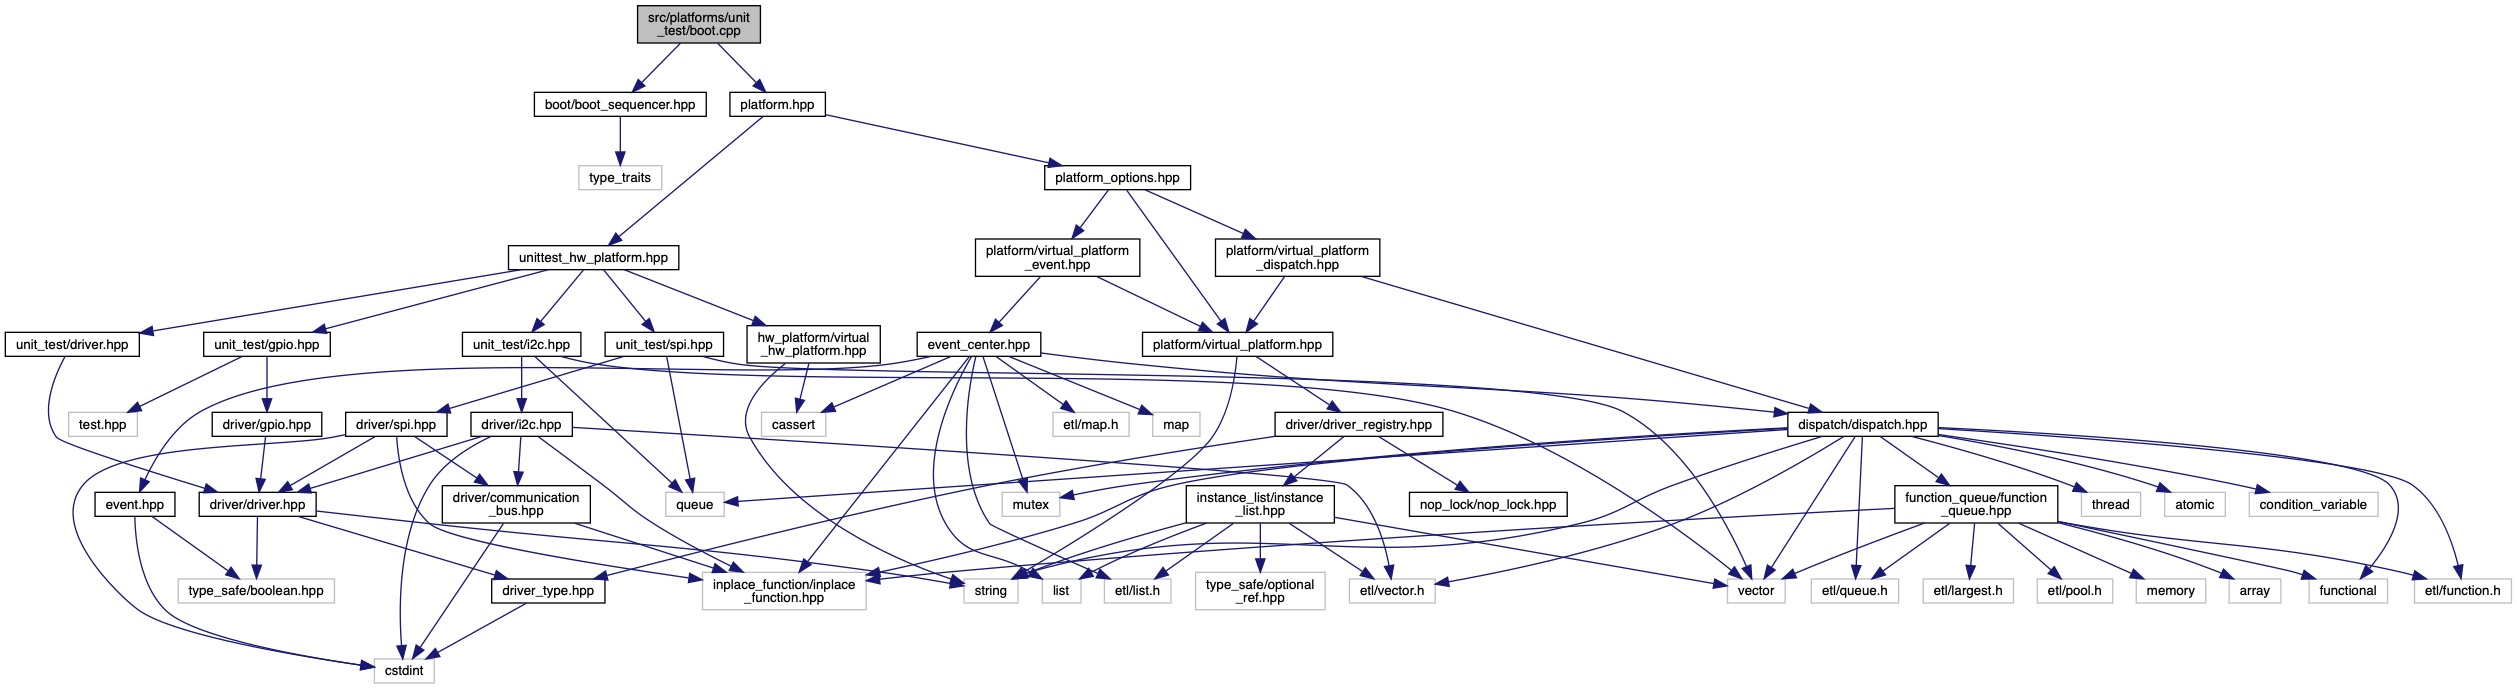 src/platforms/unit
_test/boot.cpp
boot/boot_sequencer.hpp
platform.hpp
type_traits
platform_options.hpp
unittest_hw_platform.hpp
platform/virtual_platform
_event.hpp
platform/virtual_platform
_dispatch.hpp
unit_test/driver.hpp
unit_test/gpio.hpp
unit_test/i2c.hpp
unit_test/spi.hpp
hw_platform/virtual
_hw_platform.hpp
event_center.hpp
platform/virtual_platform.hpp
test.hpp
driver/gpio.hpp
driver/spi.hpp
driver/i2c.hpp
cassert
etl/map.h
map
driver/driver_registry.hpp
dispatch/dispatch.hpp
event.hpp
driver/driver.hpp
driver/communication
_bus.hpp
queue
mutex
instance_list/instance
_list.hpp
nop_lock/nop_lock.hpp
function_queue/function
_queue.hpp
thread
atomic
condition_variable
type_safe/boolean.hpp
driver_type.hpp
inplace_function/inplace
_function.hpp
string
list
etl/list.h
type_safe/optional
_ref.hpp
etl/vector.h
vector
etl/queue.h
etl/largest.h
etl/pool.h
memory
array
functional
etl/function.h
cstdint